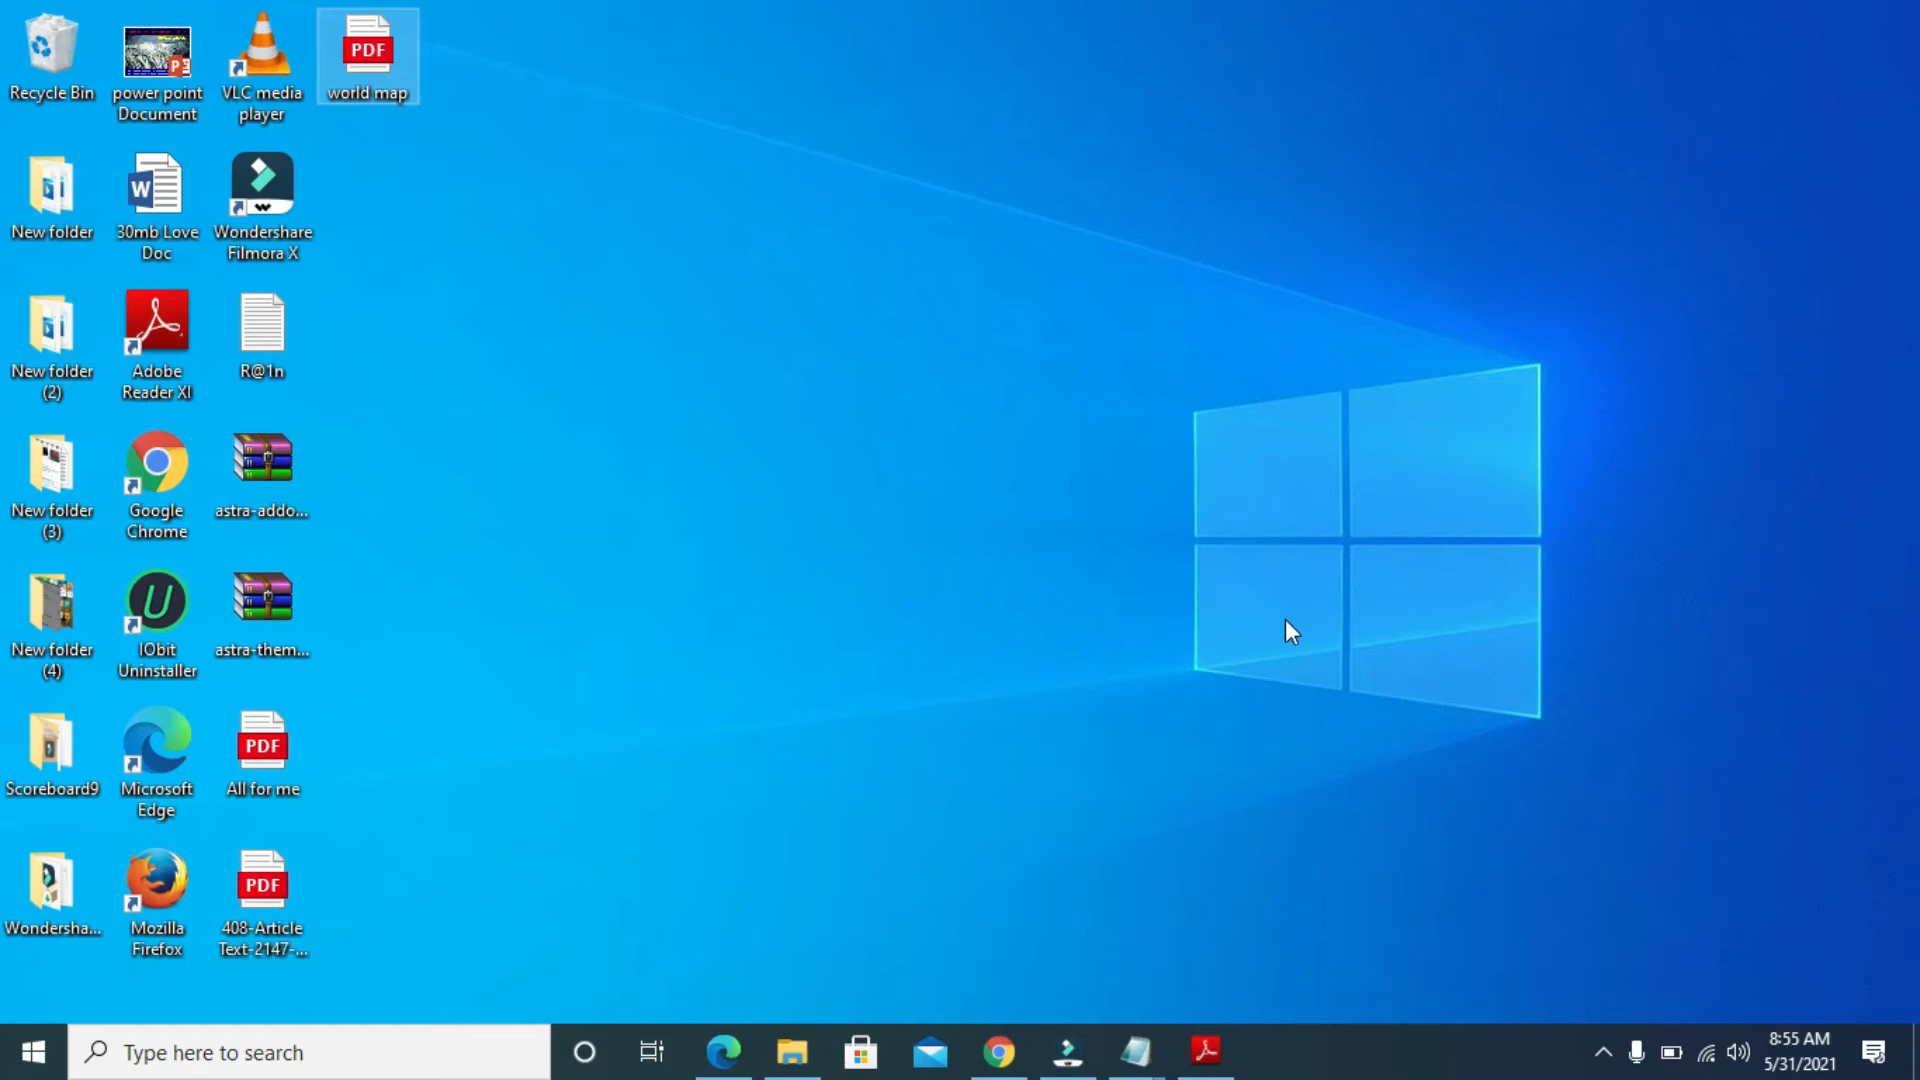 Recycle Bin
power point
Document
VLC media
player
PDF
world map
New folder
W
30mb Love
Doc
Wondershare
Filmora X
New folder
(2)
Adobe
Reader XI
R@1n
New folder
(3)
Google
Chrome
astra-addo...
New folder
(4)
U
IObit
Uninstaller
astra-them...
Scoreboard9
Microsoft
Edge
PDF
All for me
Wondersha...
Mozilla
Firefox
PDF
408-Article
Text-2147-...
Type here to search
8:55 AM
5/31/2021